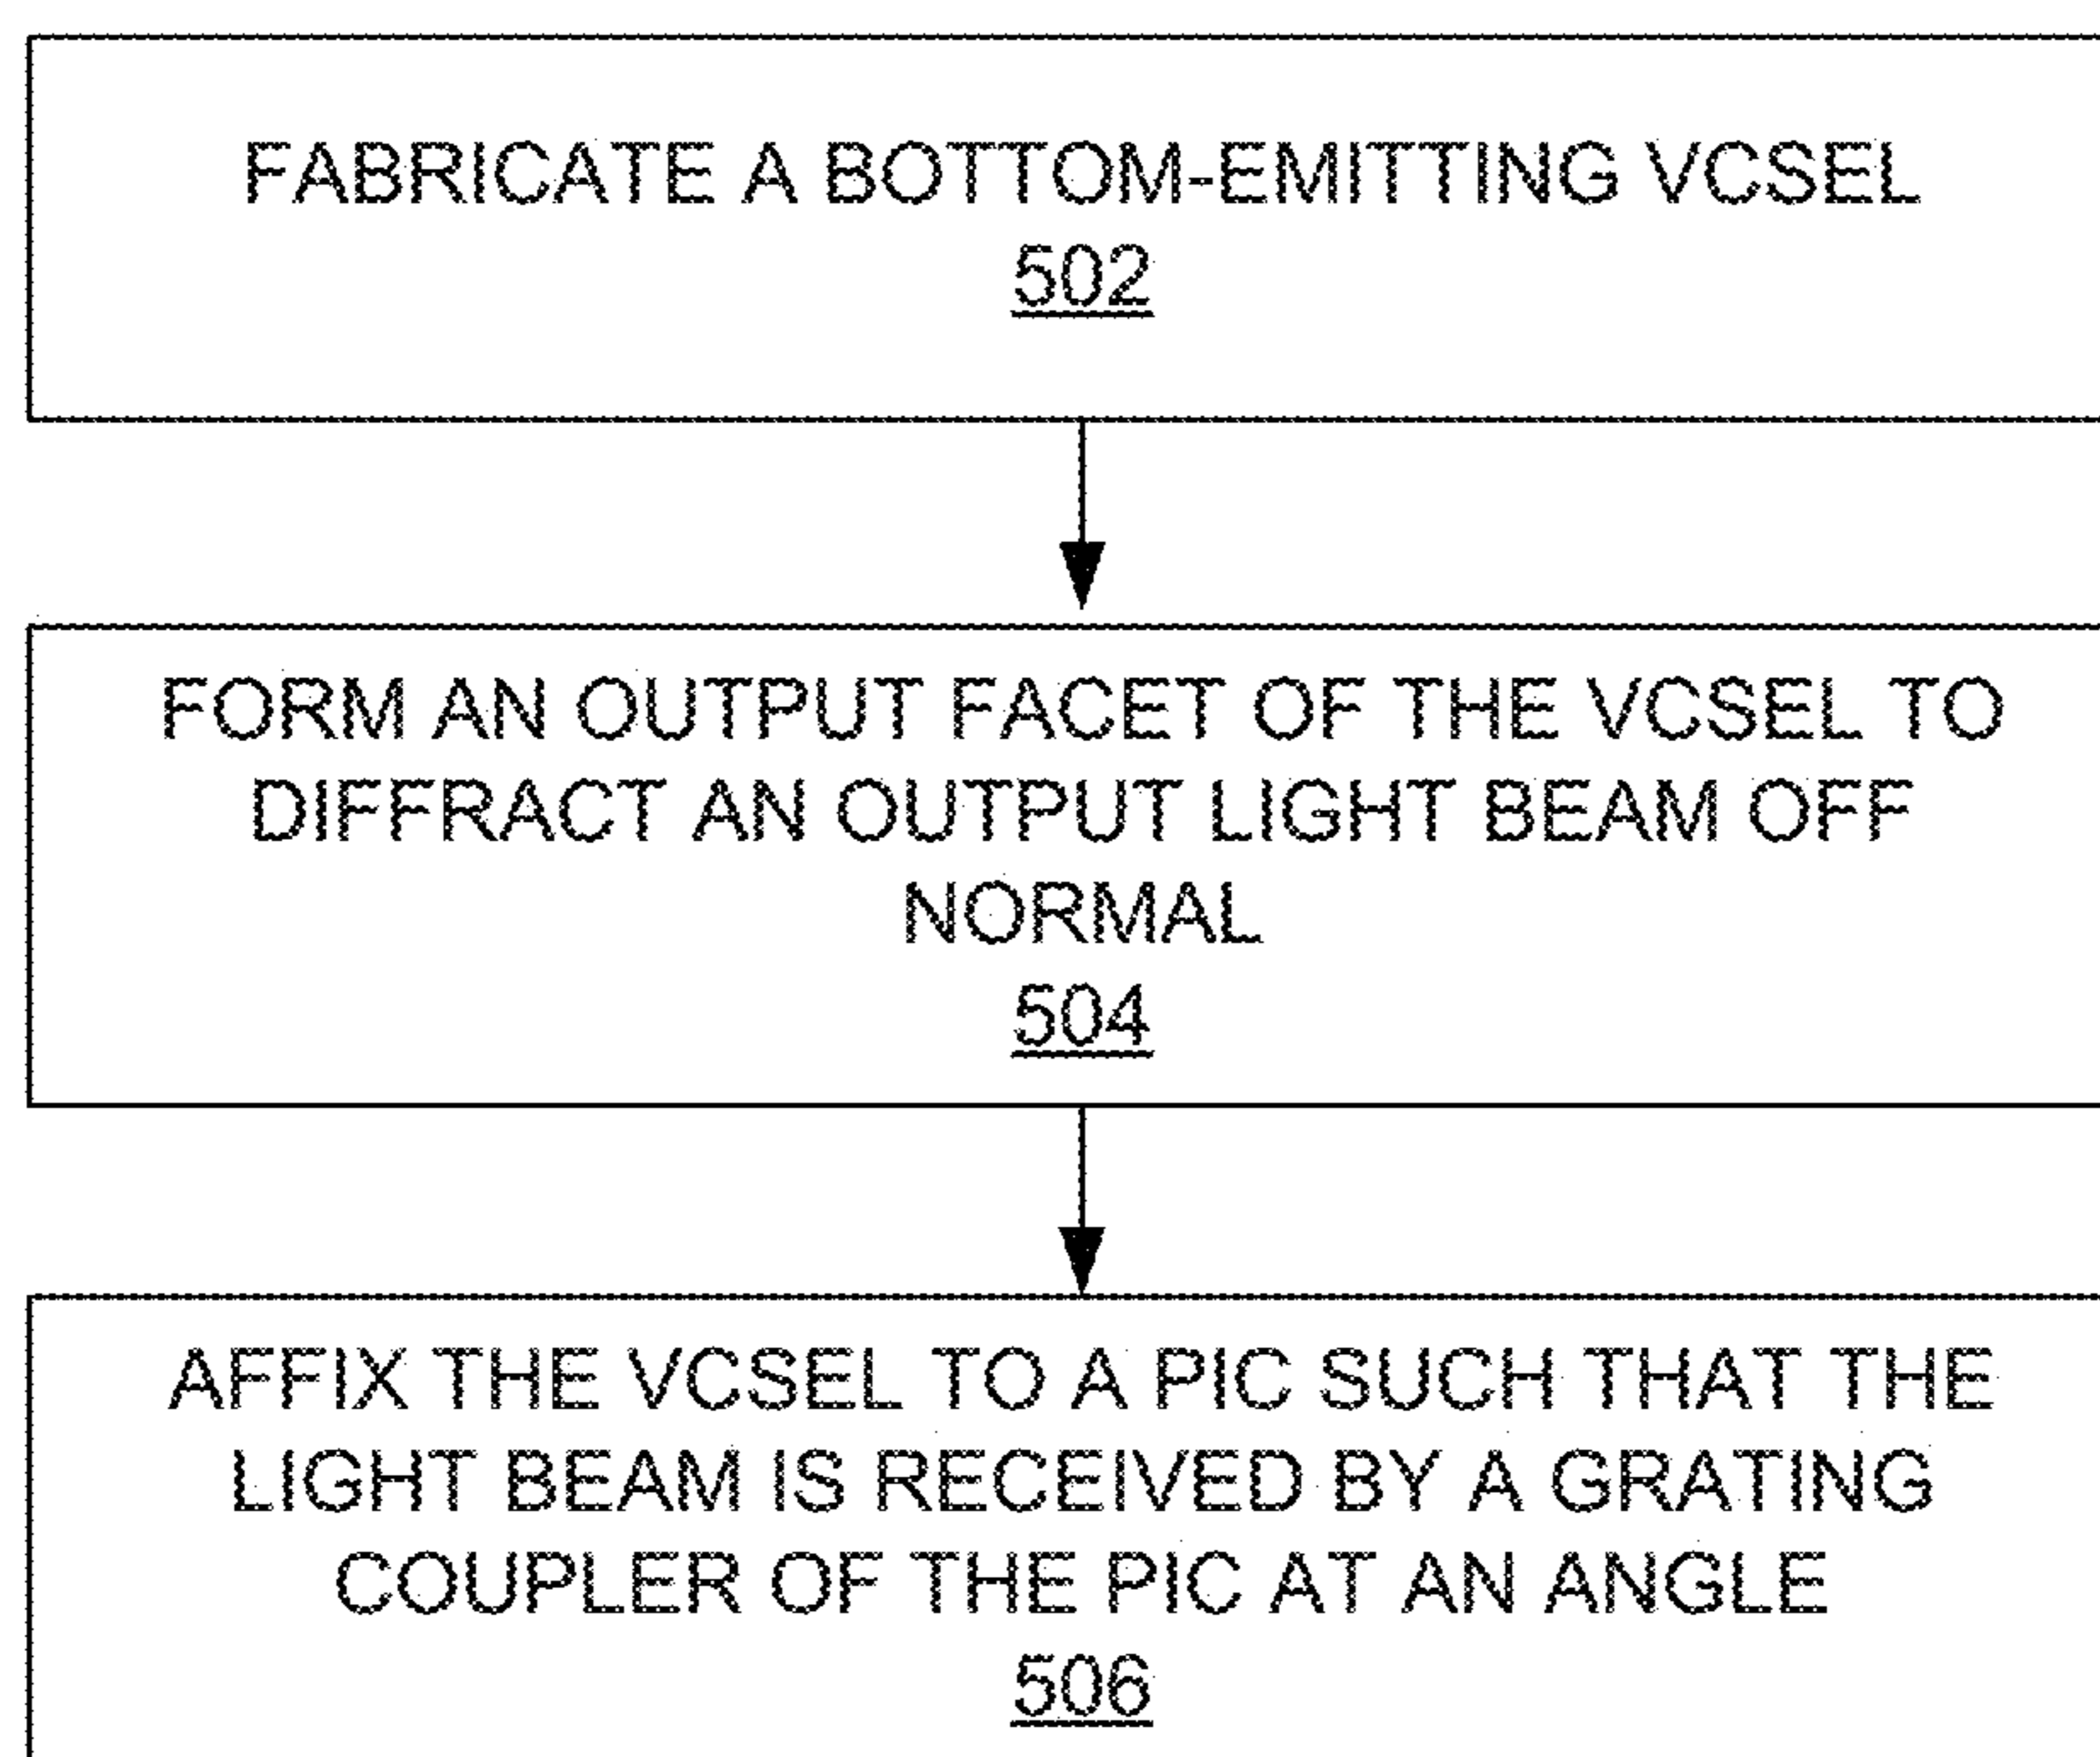 FABRICATE A BOTTOM-EMITTING VCSEL
502
FORM AN OUTPUT FACET OF THE VCSEL TO
DIFFRACT AN OUTPUT LIGHT BEAM OFF
NORMAL
504
AFFIX THE VCSEL TO A PIC SUCH THAT THE
LIGHT BEAM IS RECEIVED BY A GRATING
COUPLER OF THE PIC AT AN ANGLE
506